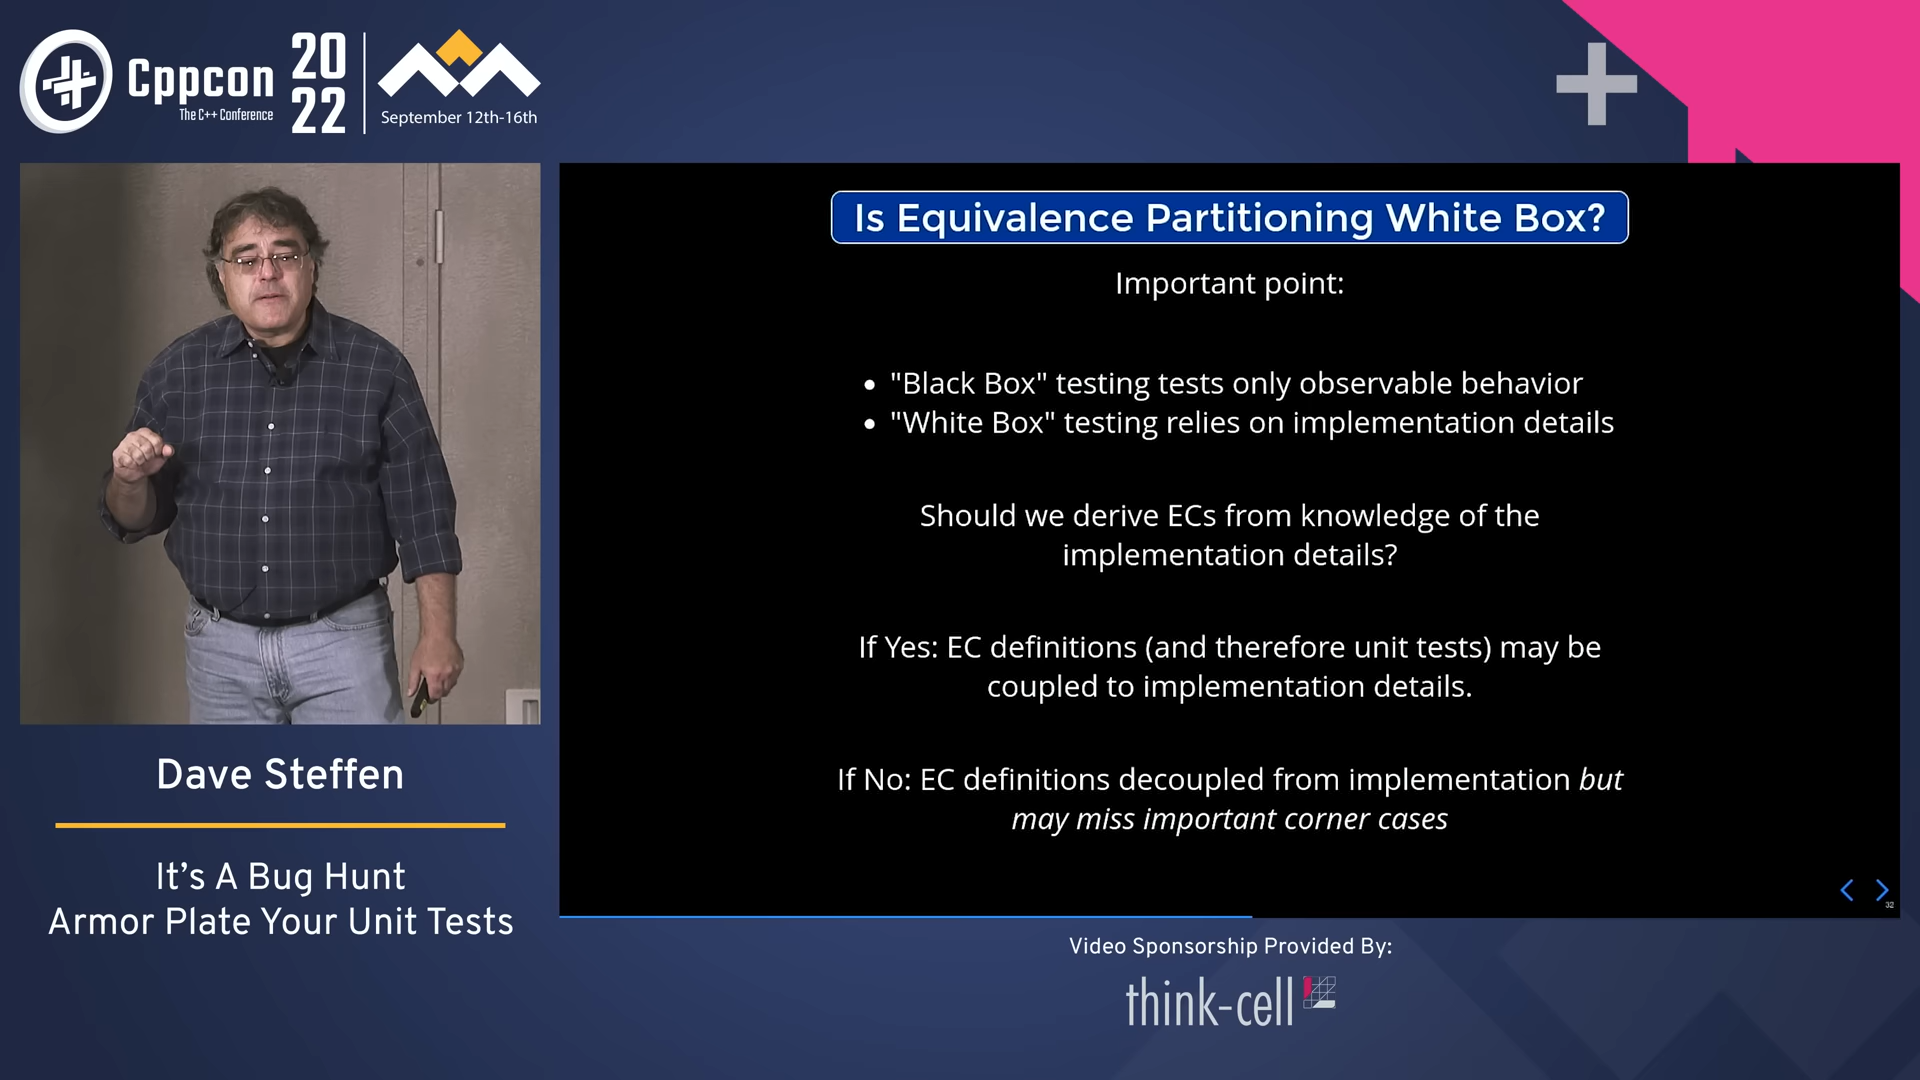 Cppcon
The C++ Conference
20
22
September 12th-16th
Is Equivalence Partitioning White Box?
Important point:
• "Black Box" testing tests only observable behavior
• "White Box" testing relies on implementation details
Should we derive ECs from knowledge of the
implementation details?
If Yes: EC definitions (and therefore unit tests) may be
coupled to implementation details.
If No: EC definitions decoupled from implementation but
may miss important corner cases
32
Dave Steffen
It's A Bug Hunt
Armor Plate Your Unit Tests
Video Sponsorship Provided By:
think-cell